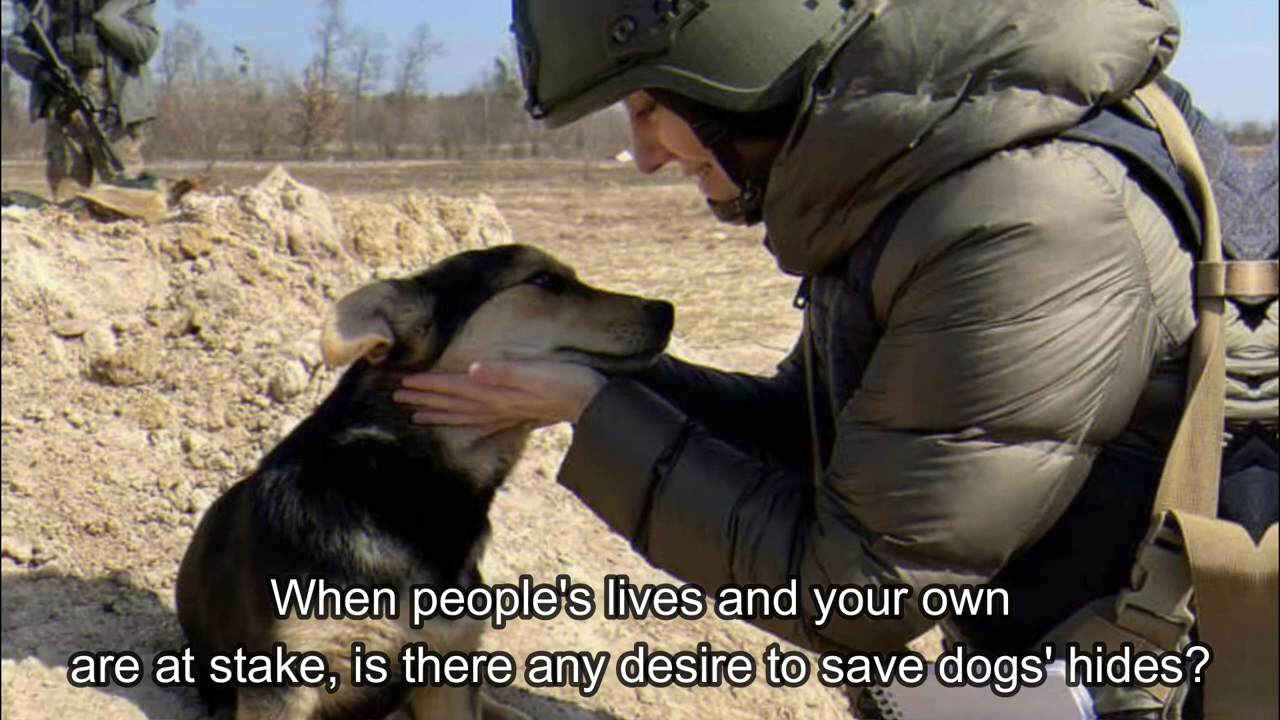 When people's lives and your own
are at stake, is there any desire to save dogs' hides?